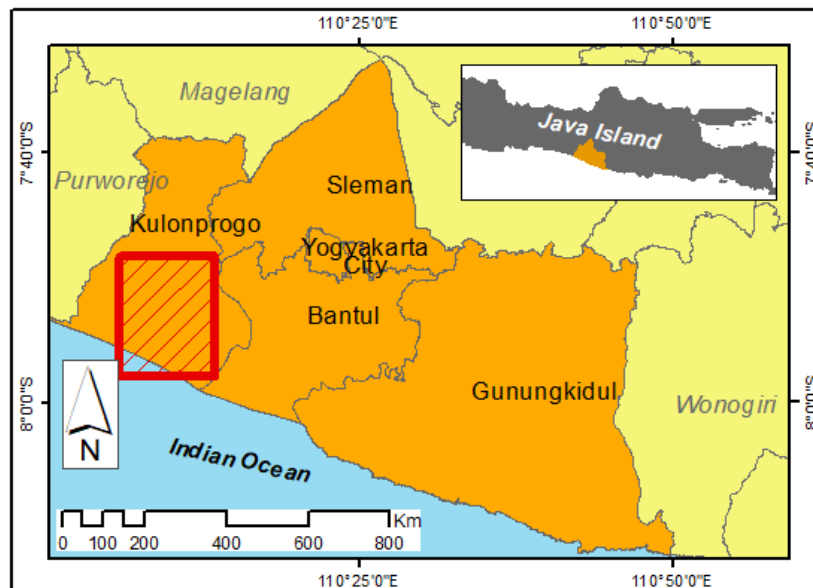 110°25'0"E
110°50'0"E
Magelang
Java Island
7°40'0"S
7°40'0"S
Purworejo
Sleman
Kulonprogo
Yogyakarta
City
Bantul
Gunungkidul
Wonogiri
8°0'0"S
8°0'0"S
N
Indian Ocean
Km
0 100 200 400 600 800
110°25'0"E
110°50'0"E